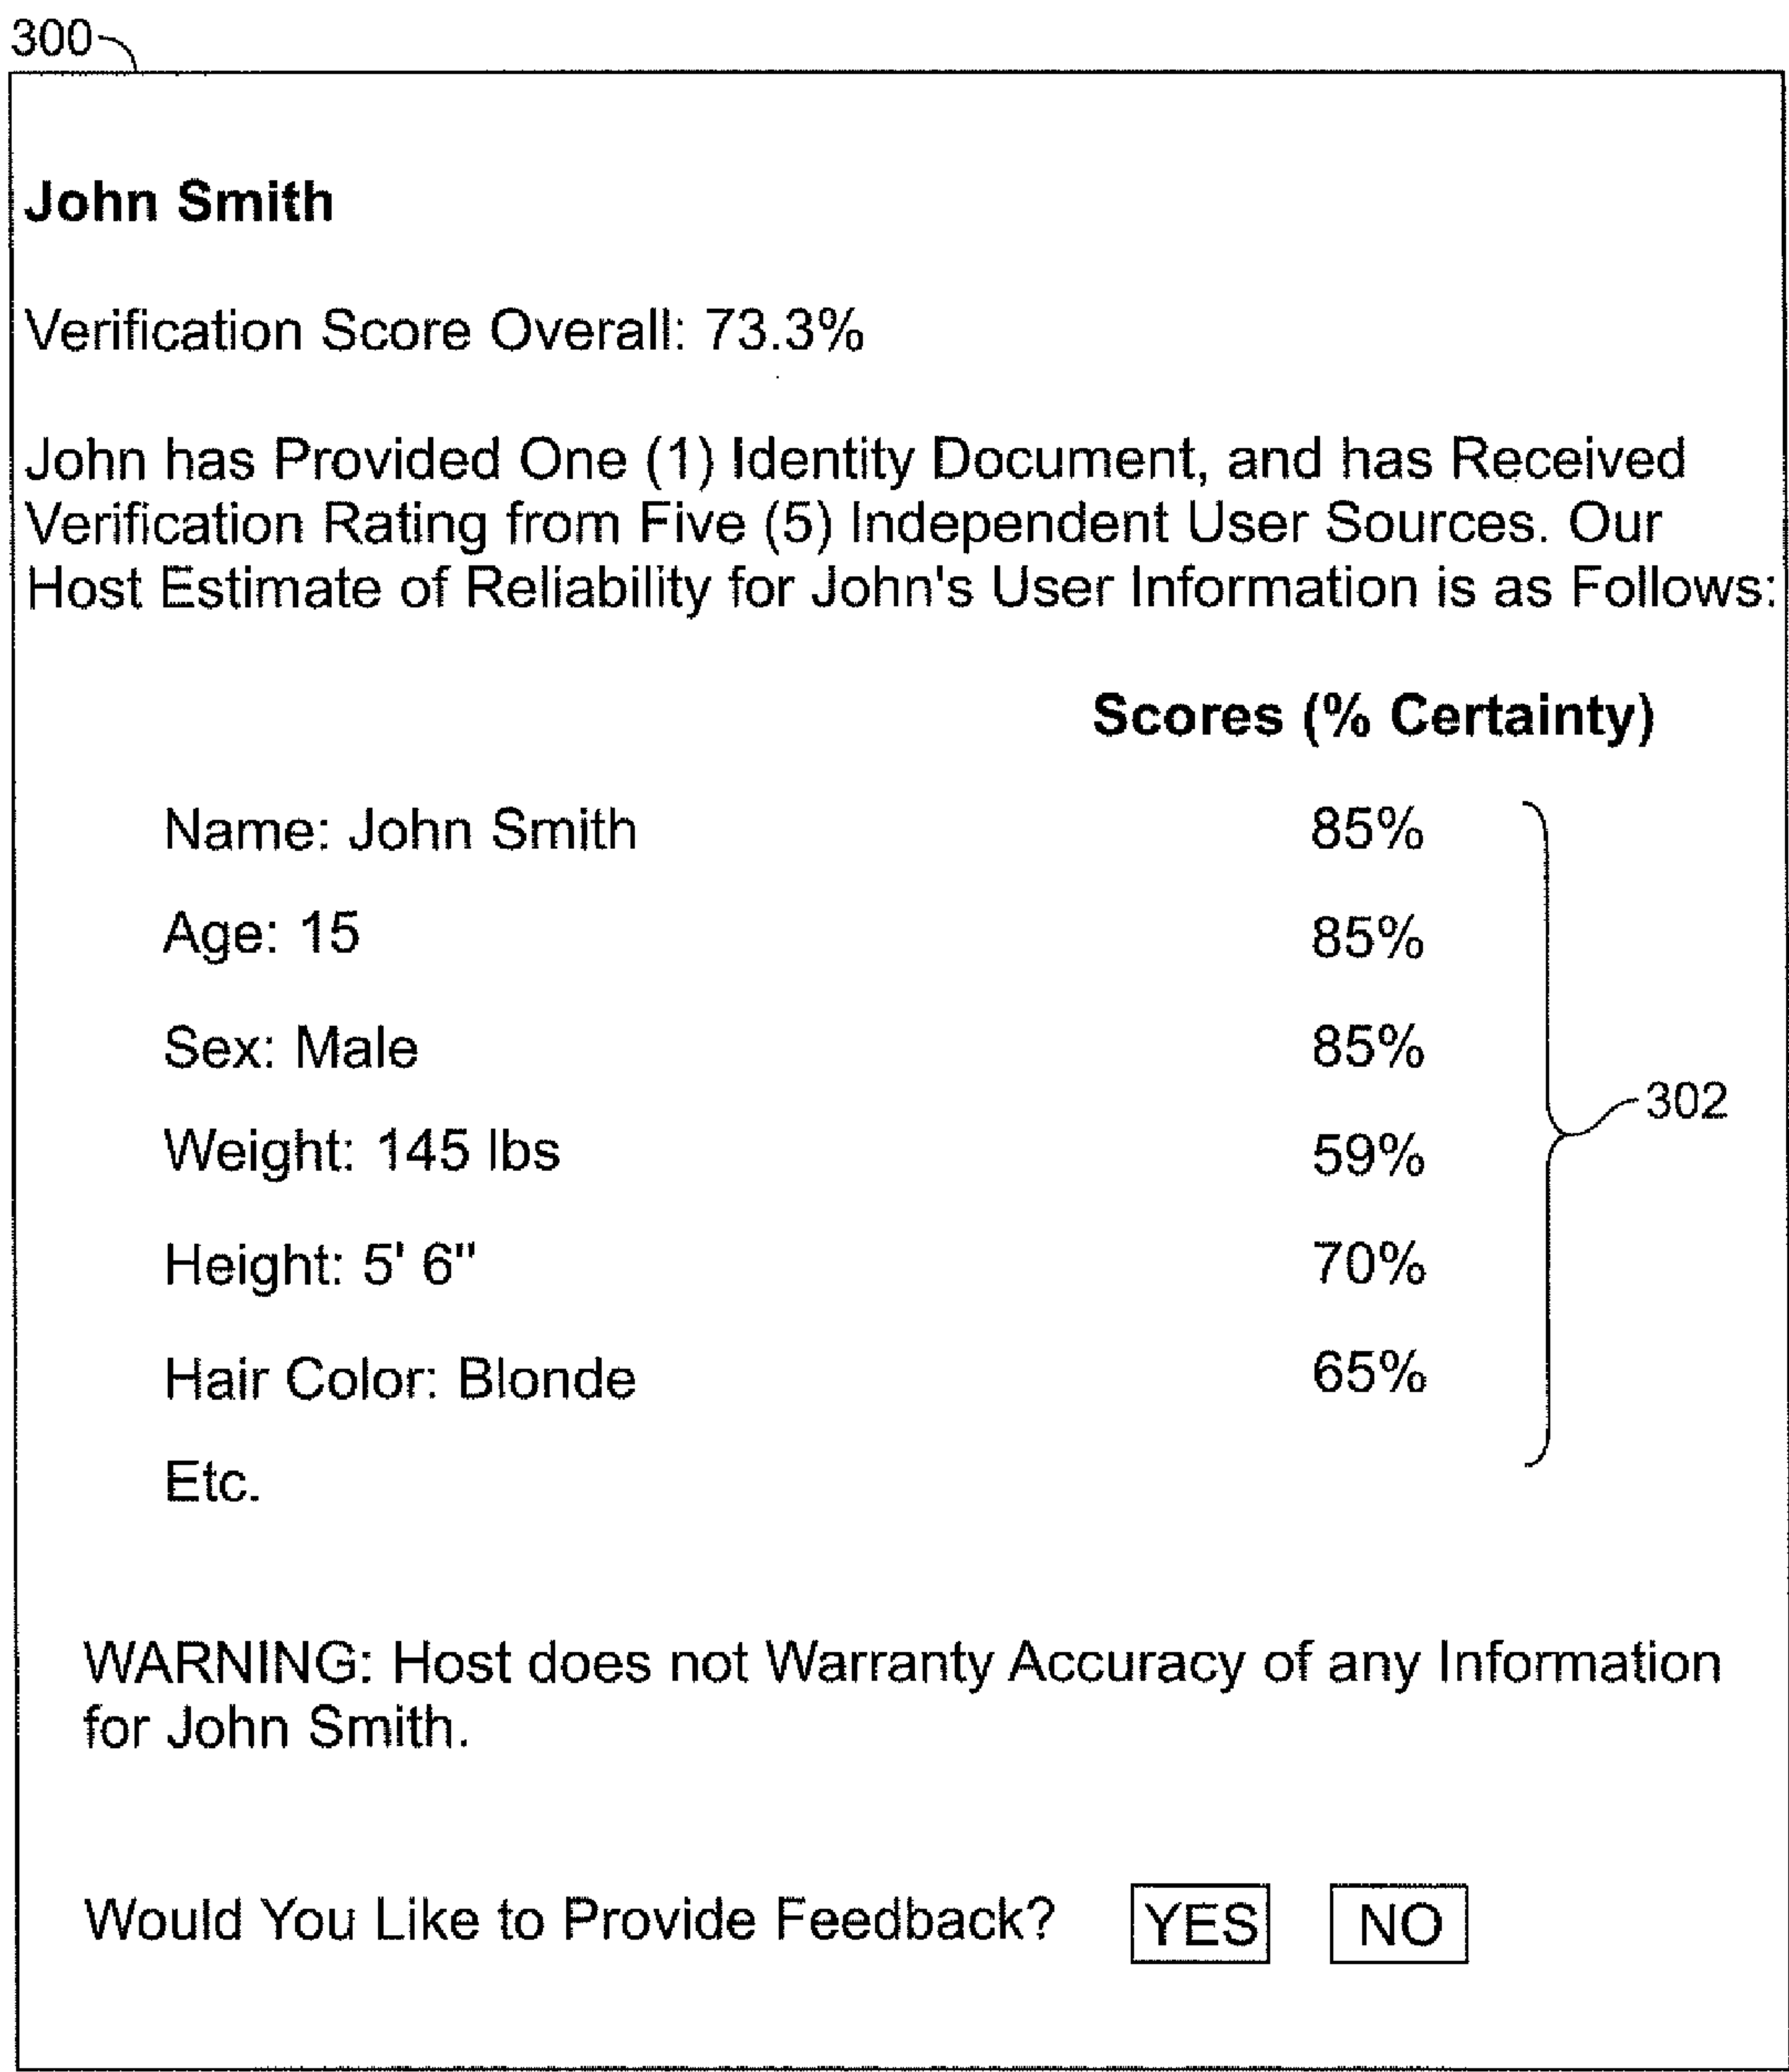 300
John Smith
Verification Score Overall: 73.3%
John has Provided One (1) Identity Document, and has Received
Verification Rating from Five (5) Independent User Sources. Our
Host Estimate of Reliability for John's User Information is as Follows:
Scores (% Certainty)
Name: John Smith 85%
Age: 15 85%
Sex: Male 85%
302
Weight: 145 lbs 59%
Height: 5' 6" 70%
Hair Color: Blonde 65%
Etc.
WARNING: Host does not Warranty Accuracy of any Information
for John Smith.
Would You Like to Provide Feedback? YES NO